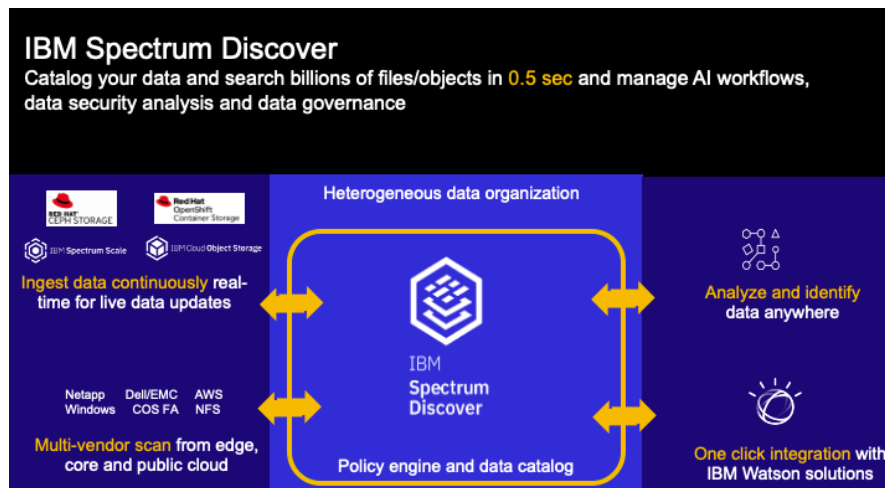 IBM Spectrum Discover
Catalog your data and search billions of files/objects in 0.5 sec and manage AI workflows,
data security analysis and data governance
RED HAT
CEPH STORAGE
Red Hat
OpenShift
Container Storage
IBM Spectrum Scale
IBM Cloud Object Storage
Ingest data continuously real-
time for live data updates
Netapp Dell/EMC AWS
Windows COS FA NFS
Multi-vendor scan from edge,
core and public cloud
Heterogeneous data organization
IBM
Spectrum
Discover
Policy engine and data catalog
Analyze and identify
data anywhere
One click integration with
IBM Watson solutions